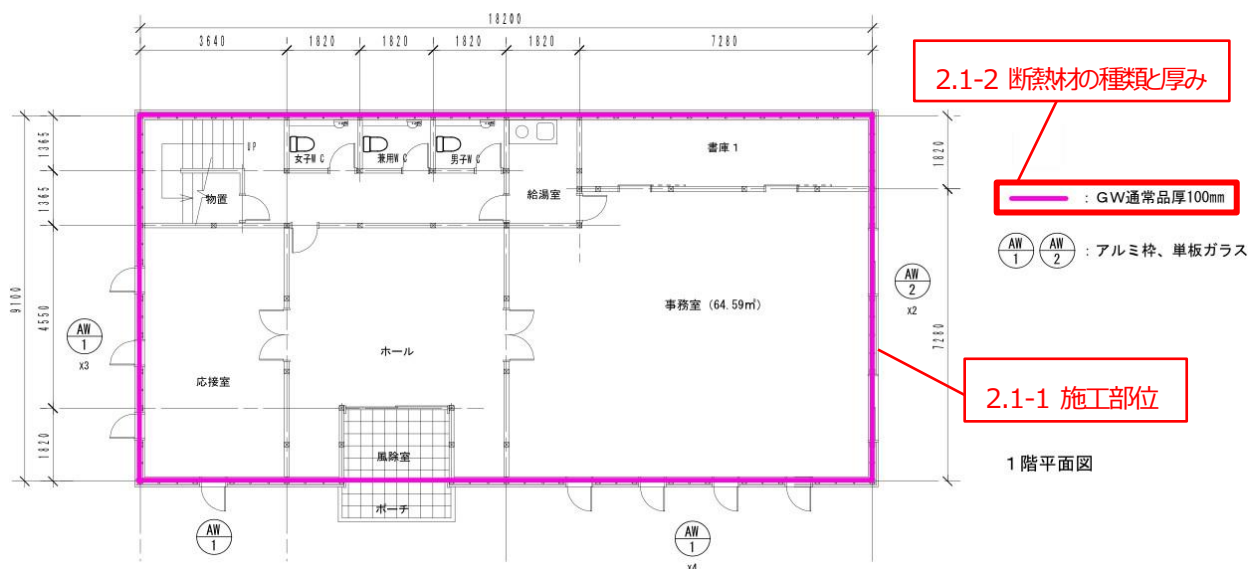 18200
3640
1820
1820
1820
1820
7280
2.1-2 断熱材の種類と厚み
9100
1365
1365
4550
1820
UP
女子WC
兼用WC
男子WC
物置
給湯室
書庫1
1820
7280
: GW通常品厚100mm
AW
1
AW
2
: アルミ枠、単板ガラス
AW
2
x2
AW
1
x3
事務室 (64.59㎡)
ホール
応接室
2.1-1 施工部位
風除室
ポーチ
1階平面図
AW
1
AW
1
x4